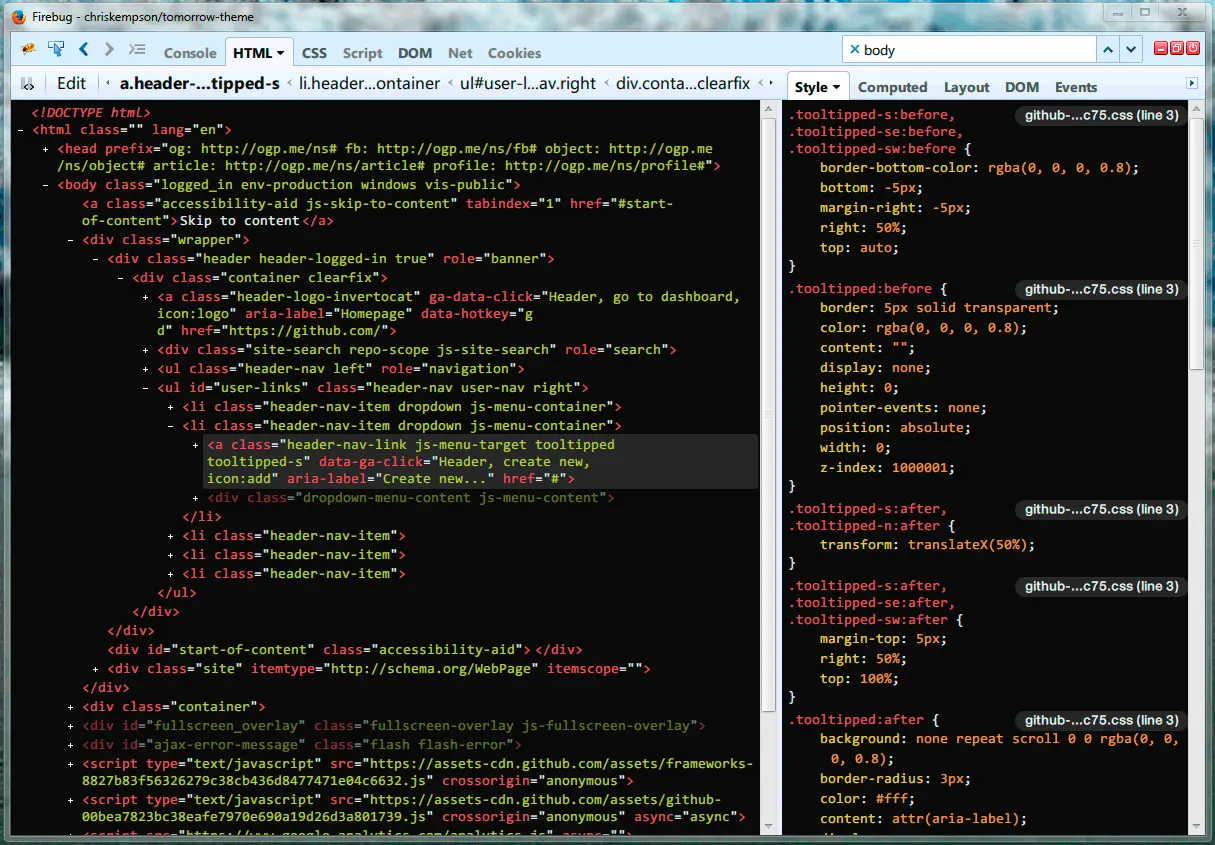 Firebug - chriskempson/tomorrow-theme
Console HTML CSS Script DOM Net Cookies
body
Edit a.header-...tipped-s < li.header...ontainer < ul#user-l...av.right < div.conta...clearfix <
Style Computed Layout DOM Events
<!DOCTYPE html>
- <html class="" lang="en">
+ <head prefix="og: http://ogp.me/ns# fb: http://ogp.me/ns/fb# object: http://ogp.me
/ns/object# article: http://ogp.me/ns/article# profile: http://ogp.me/ns/profile#">
- <body class="logged_in env-production windows vis-public">
<a class="accessibility-aid js-skip-to-content" tabindex="1" href="#start-
of-content">Skip to content</a>
- <div class="wrapper">
- <div class="header header-logged-in true" role="banner">
- <div class="container clearfix">
+ <a class="header-logo-invertocat" ga-data-click="Header, go to dashboard,
icon:logo" aria-label="Homepage" data-hotkey="g
d" href="https://github.com/">
+ <div class="site-search repo-scope js-site-search" role="search">
+ <ul class="header-nav left" role="navigation">
- <ul id="user-links" class="header-nav user-nav right">
+ <li class="header-nav-item dropdown js-menu-container">
- <li class="header-nav-item dropdown js-menu-container">
+ <a class="header-nav-link js-menu-target tooltipped
tooltipped-s" data-ga-click="Header, create new,
icon:add" aria-label="Create new..." href="#">
+ <div class="dropdown-menu-content js-menu-content">
</li>
+ <li class="header-nav-item">
+ <li class="header-nav-item">
+ <li class="header-nav-item">
</ul>
</div>
</div>
<div id="start-of-content" class="accessibility-aid"></div>
+ <div class="site" itemtype="http://schema.org/WebPage" itemscope="">
</div>
+ <div class="container">
+ <div id="fullscreen_overlay" class="fullscreen-overlay js-fullscreen-overlay">
+ <div id="ajax-error-message" class="flash flash-error">
+ <script type="text/javascript" src="https://assets-cdn.github.com/assets/frameworks-
8827b83f56326279c38cb436d8477471e04c6632.js" crossorigin="anonymous">
+ <script type="text/javascript" src="https://assets-cdn.github.com/assets/github-
00bea7823bc38eafe7970e690a19d26d3a801739.js" crossorigin="anonymous" async="async">
+ <script src="https://www.google-analytics.com/analytics.js" async="">
.tooltipped-s:before, github-...c75.css (line 3)
.tooltipped-se:before,
.tooltipped-sw:before {
border-bottom-color: rgba(0, 0, 0, 0.8);
bottom: -5px;
margin-right: -5px;
right: 50%;
top: auto;
}
.tooltipped:before { github-...c75.css (line 3)
border: 5px solid transparent;
color: rgba(0, 0, 0, 0.8);
content: "";
display: none;
height: 0;
pointer-events: none;
position: absolute;
width: 0;
z-index: 1000001;
}
.tooltipped-s:after, github-...c75.css (line 3)
.tooltipped-n:after {
transform: translateX(50%);
}
.tooltipped-s:after, github-...c75.css (line 3)
.tooltipped-se:after,
.tooltipped-sw:after {
margin-top: 5px;
right: 50%;
top: 100%;
}
.tooltipped:after { github-...c75.css (line 3)
background: none repeat scroll 0 0 rgba(0, 0,
0, 0.8);
border-radius: 3px;
color: #fff;
content: attr(aria-label);